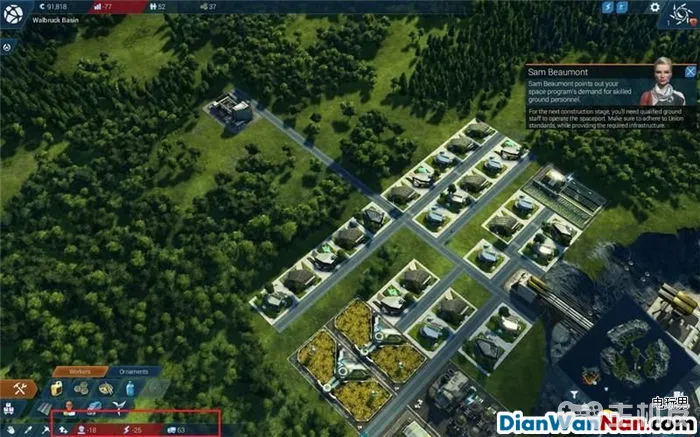 91,818
-77
52
37
Walbruck Basin
Sam Beaumont
Sam Beaumont points out your
space program's demand for skilled
ground personnel.
For the next construction stage, you'll need qualified ground
staff to operate the spaceport. Make sure to adhere to Union
standards, while providing the required infrastructure.
Workers
Ornaments
-18
-25
63
电玩男
DianWanNan.com